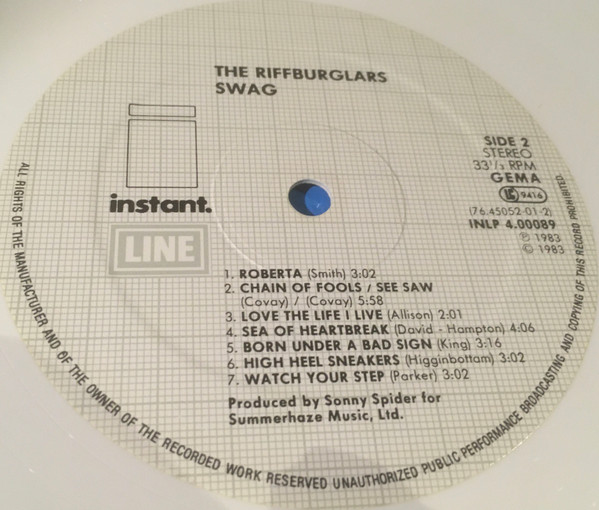 THE RIFFBURGLARS
SWAG
SIDE 2
STEREO
33 1/3 RPM
GEMA
LC 9416
(76.45052-01-2)
INLP 4.00089
℗ 1983
© 1983
instant.
LINE
1. ROBERTA (Smith) 3:02
2. CHAIN OF FOOLS / SEE SAW
(Covay) / (Covay) 5:58
3. LOVE THE LIFE I LIVE (Allison) 2:01
4. SEA OF HEARTBREAK (David - Hampton) 4:06
5. BORN UNDER A BAD SIGN (King) 3:16
6. HIGH HEEL SNEAKERS (Higginbottam) 3:02
7. WATCH YOUR STEP (Parker) 3:02
Produced by Sonny Spider for
Summerhaze Music, Ltd.
ALL RIGHTS OF THE MANUFACTURER AND OF THE OWNER OF THE RECORDED WORK RESERVED UNAUTHORIZED PUBLIC PERFORMANCE BROADCASTING AND COPYING OF THIS RECORD PROHIBITED.